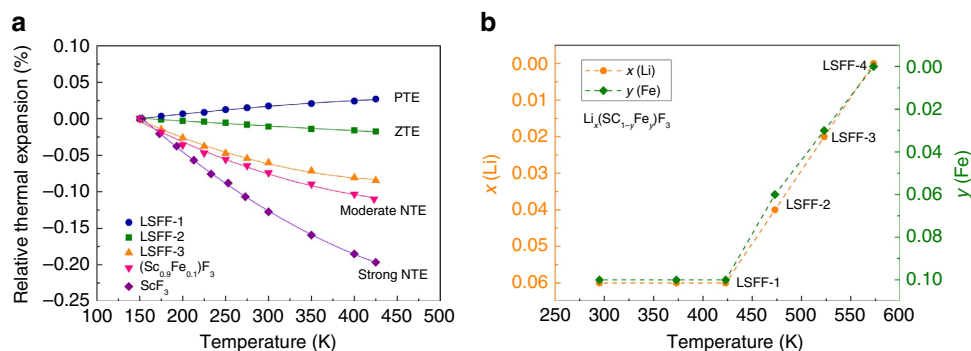 a
Relative thermal expansion (%)
0.10
0.05
0.00
−0.05
−0.10
−0.15
−0.20
−0.25
PTE
ZTE
Moderate NTE
Strong NTE
LSFF-1
LSFF-2
LSFF-3
(Sc0.9Fe0.1)F3
ScF3
100 150 200 250 300 350 400 450 500
Temperature (K)
b
x (Li)
0.00
0.01
0.02
0.03
0.04
0.05
0.06
x (Li)
y (Fe)
Lix(SC1–yFey)F3
LSFF-4
LSFF-3
LSFF-2
LSFF-1
0.00
0.02
0.04
0.06
0.08
0.10
y (Fe)
250 300 350 400 450 500 550 600
Temperature (K)